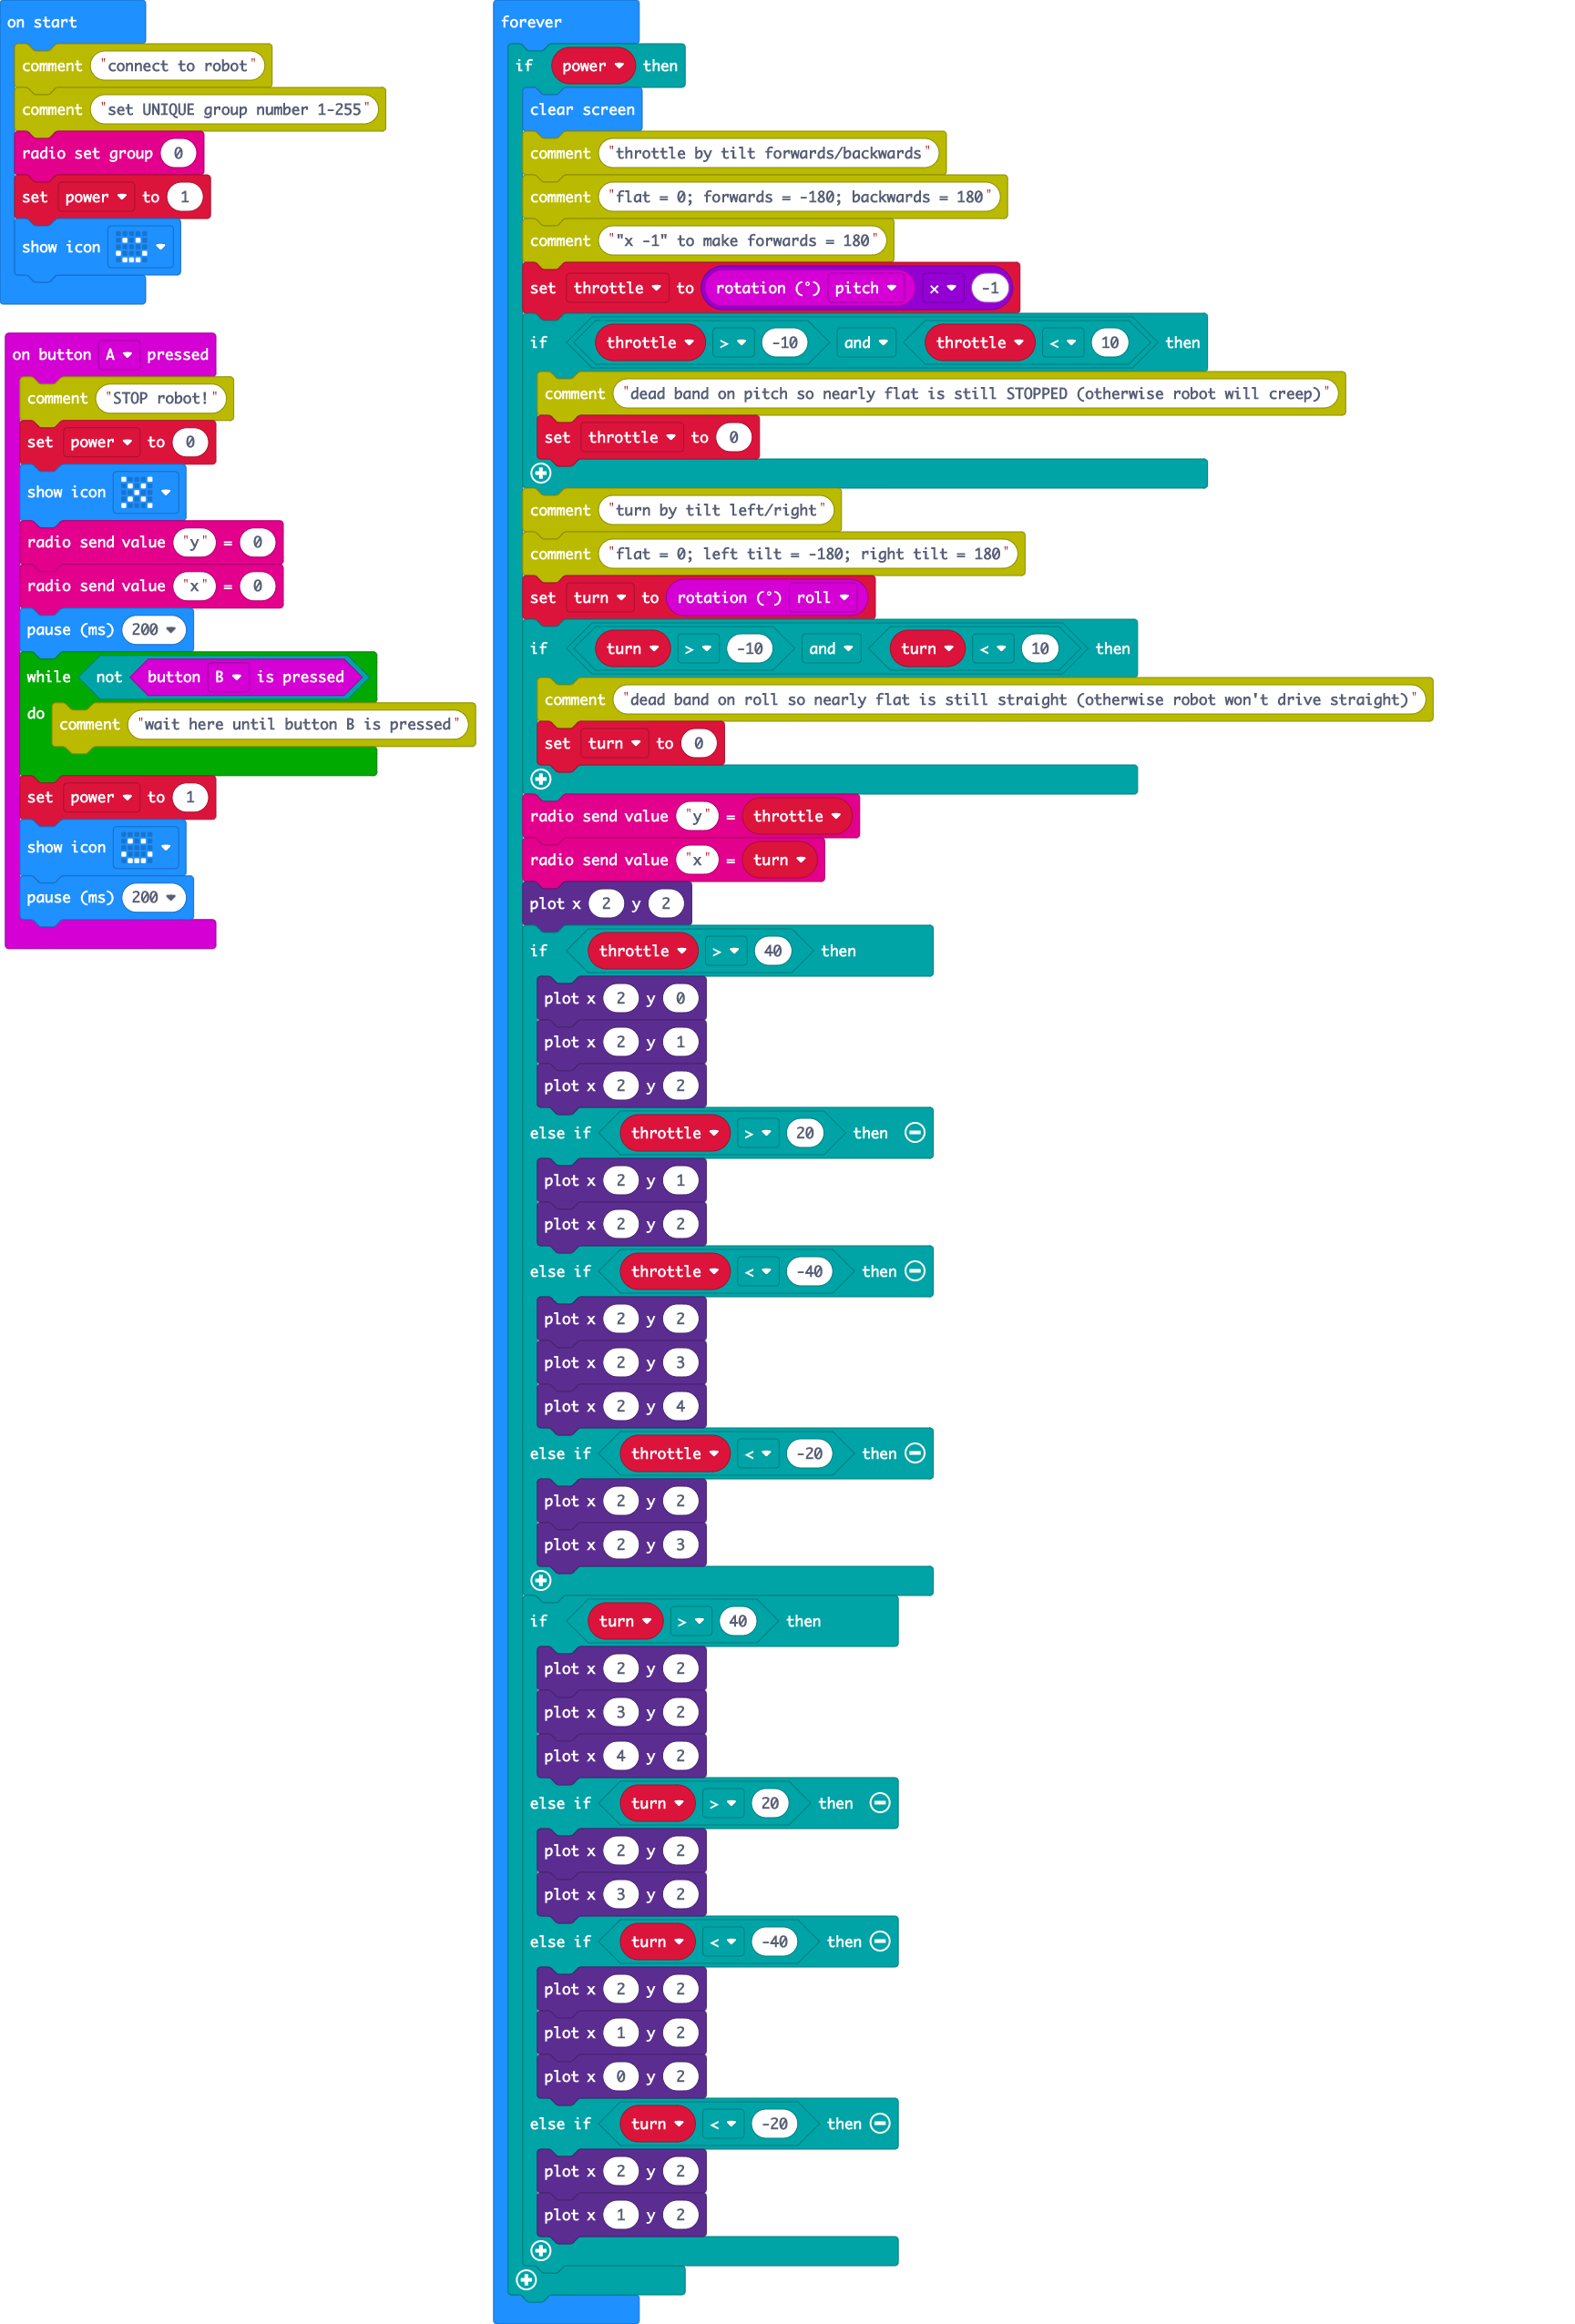 on start
comment "connect to robot"
comment "set UNIQUE group number 1-255"
radio set group 0
set power to 1
show icon
on button A pressed
comment "STOP robot!"
set power to 0
show icon
radio send value "y" = 0
radio send value "x" = 0
pause (ms) 200
while not button B is pressed
do comment "wait here until button B is pressed"
set power to 1
show icon
pause (ms) 200
forever
if power then
clear screen
comment "throttle by tilt forwards/backwards"
comment "flat = 0; forwards = -180; backwards = 180"
comment ""x -1" to make forwards = 180"
set throttle to rotation (°) pitch x -1
if throttle > -10 and throttle < 10 then
comment "dead band on pitch so nearly flat is still STOPPED (otherwise robot will creep)"
set throttle to 0
comment "turn by tilt left/right"
comment "flat = 0; left tilt = -180; right tilt = 180"
set turn to rotation (°) roll
if turn > -10 and turn < 10 then
comment "dead band on roll so nearly flat is still straight (otherwise robot won't drive straight)"
set turn to 0
radio send value "y" = throttle
radio send value "x" = turn
plot x 2 y 2
if throttle > 40 then
plot x 2 y 0
plot x 2 y 1
plot x 2 y 2
else if throttle > 20 then
plot x 2 y 1
plot x 2 y 2
else if throttle < -40 then
plot x 2 y 2
plot x 2 y 3
plot x 2 y 4
else if throttle < -20 then
plot x 2 y 2
plot x 2 y 3
if turn > 40 then
plot x 2 y 2
plot x 3 y 2
plot x 4 y 2
else if turn > 20 then
plot x 2 y 2
plot x 3 y 2
else if turn < -40 then
plot x 2 y 2
plot x 1 y 2
plot x 0 y 2
else if turn < -20 then
plot x 2 y 2
plot x 1 y 2